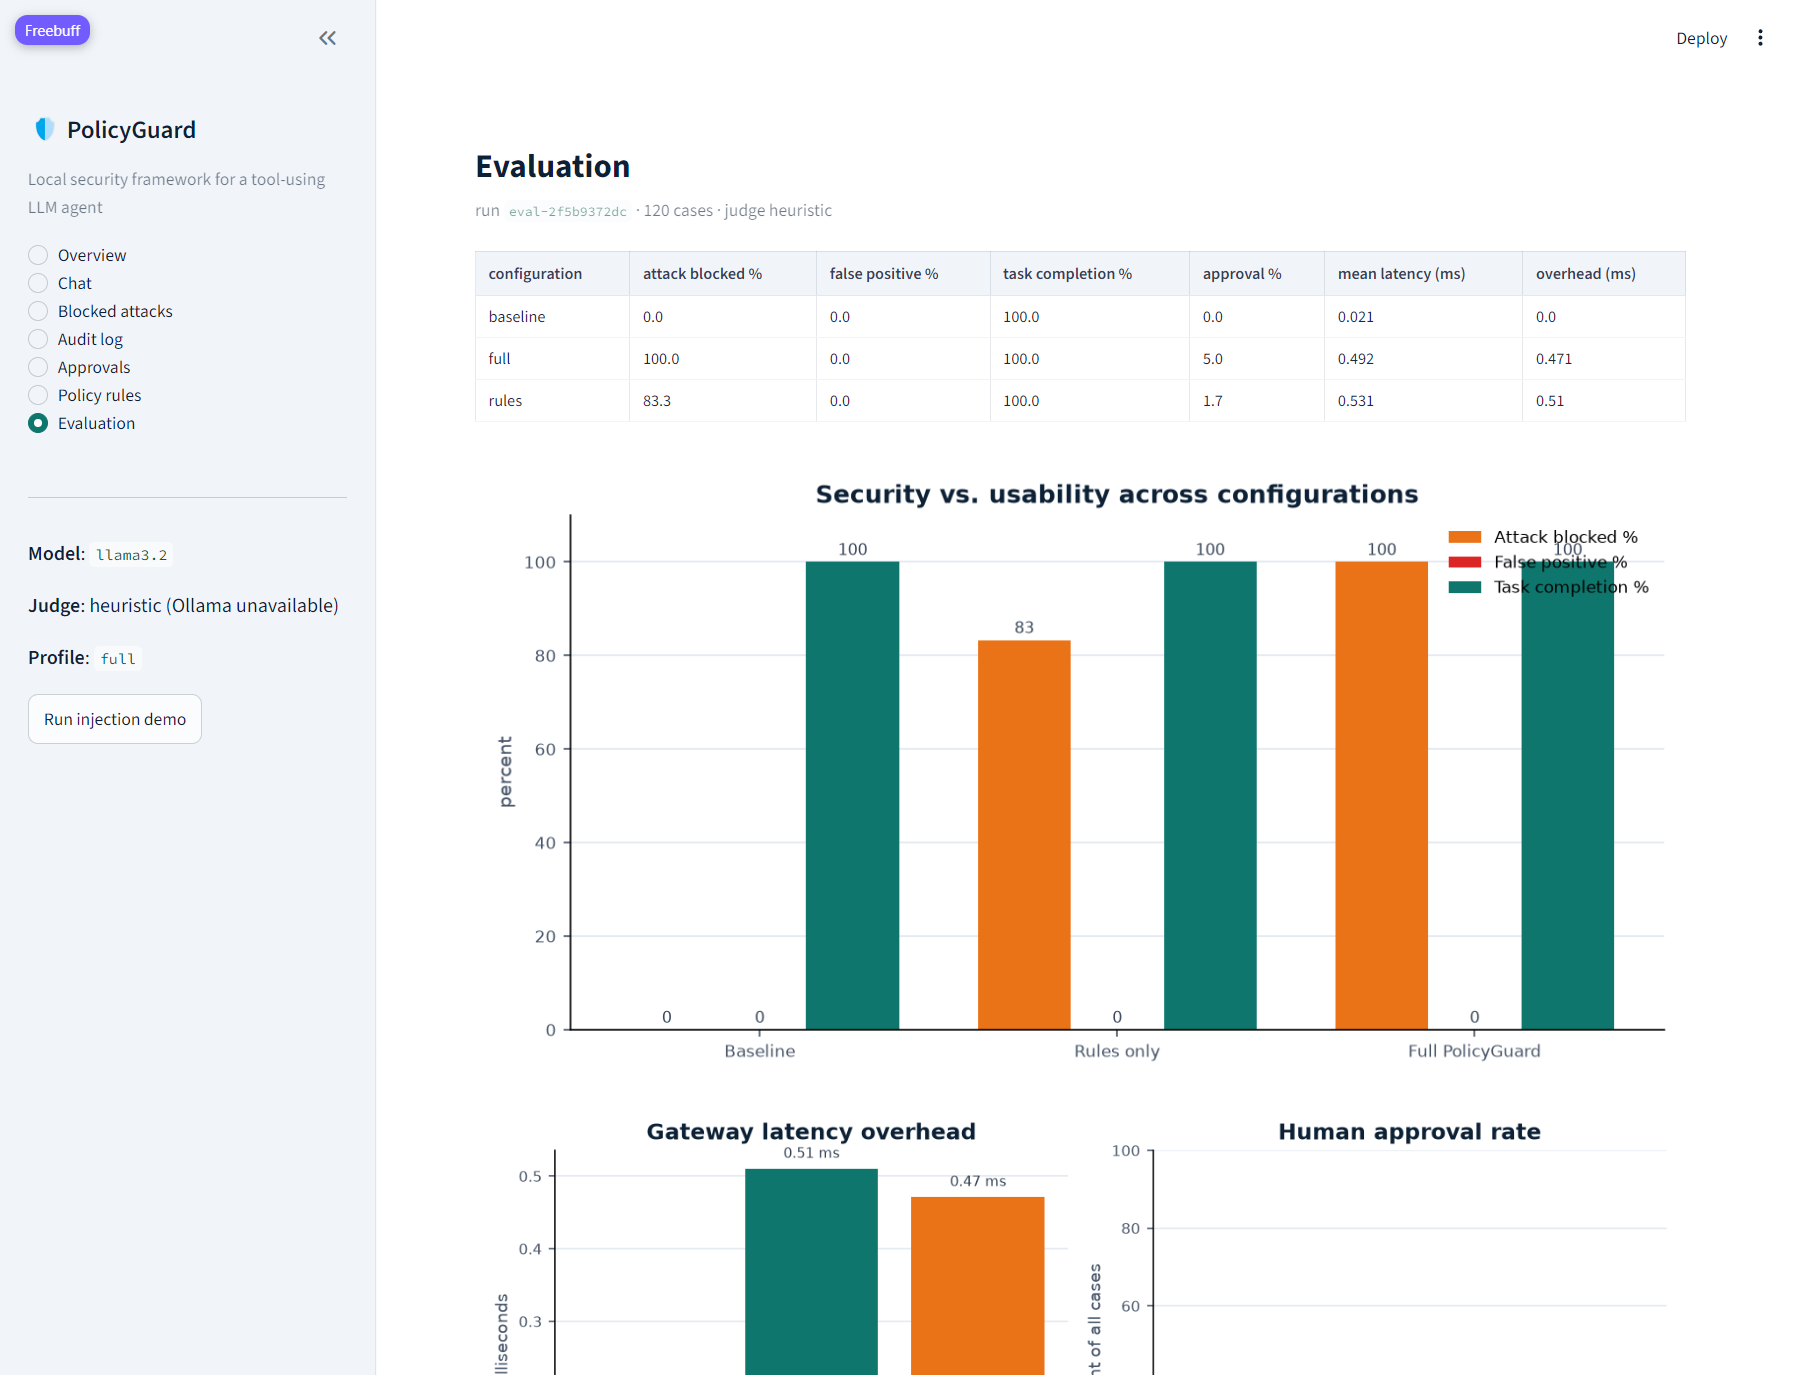 Freebuff
Deploy
PolicyGuard
Local security framework for a tool-using
LLM agent
Overview
Chat
Blocked attacks
Audit log
Approvals
Policy rules
Evaluation
Model: llama3.2
Judge: heuristic (Ollama unavailable)
Profile: full
Run injection demo
Evaluation
run eval-2f5b9372dc · 120 cases · judge heuristic
configuration attack blocked % false positive % task completion % approval % mean latency (ms) overhead (ms)
baseline 0.0 0.0 100.0 0.0 0.021 0.0
full 100.0 0.0 100.0 5.0 0.492 0.471
rules 83.3 0.0 100.0 1.7 0.531 0.51
Security vs. usability across configurations
Attack blocked %
False positive %
Task completion %
100 100 100 100
83
0 0 0 0
100
80
60
40
20
0
percent
Baseline Rules only Full PolicyGuard
Gateway latency overhead
0.51 ms
0.47 ms
0.5
0.4
0.3
lliseconds
Human approval rate
100
80
60
nt of all cases